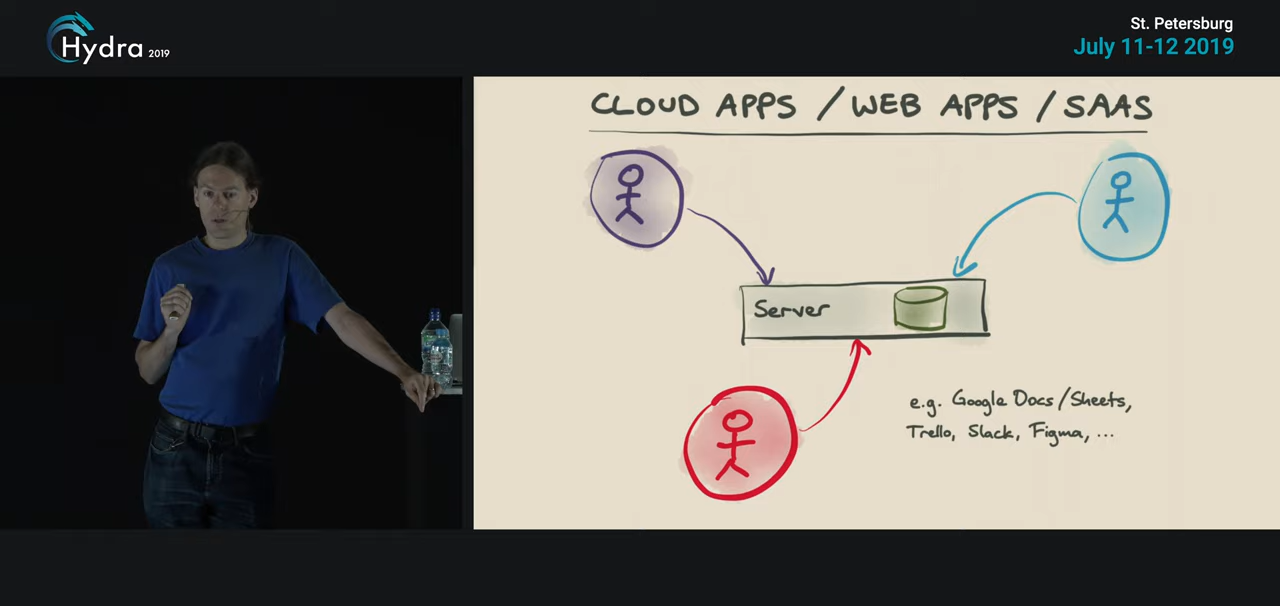 Hydra 2019
St. Petersburg
July 11-12 2019
CLOUD APPS / WEB APPS / SAAS
Server
e.g. Google Docs/Sheets,
Trello, Slack, Figma, ...